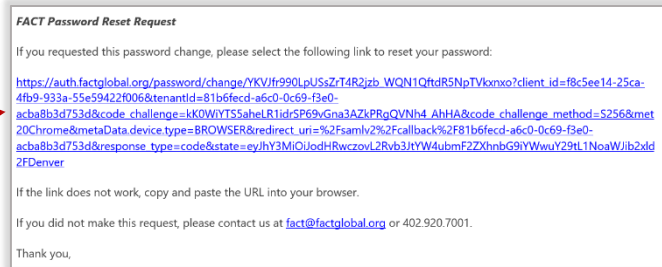 FACT Password Reset Request
If you requested this password change, please select the following link to reset your password:
https://auth.factglobal.org/password/change/YKVJfr990LpUSsZrT4R2jzb_WQN1QftdR5NpTVkxnxo?client_id=f8c5ee14-25ca-
4fb9-933a-55e59422f006&tenantId=81b6fecd-a6c0-0c69-f3e0-
acba8b3d753d&code_challenge=kK0WiYTS5aheLR1idrSP69vGna3AZkPRgQVNh4_AhHA&code_challenge_method=S256&met
20Chrome&metaData.device.type=BROWSER&redirect_uri=%2Fsamlv2%2Fcallback%2F81b6fecd-a6c0-0c69-f3e0-
acba8b3d753d&response_type=code&state=eyJhY3MiOiJodHRwczovL2Rvb3JtYW4ubmF2ZXhnbG9iYWwuY29tL1NoaWJib2xld
2FDenver
If the link does not work, copy and paste the URL into your browser.
If you did not make this request, please contact us at fact@factglobal.org or 402.920.7001.
Thank you,